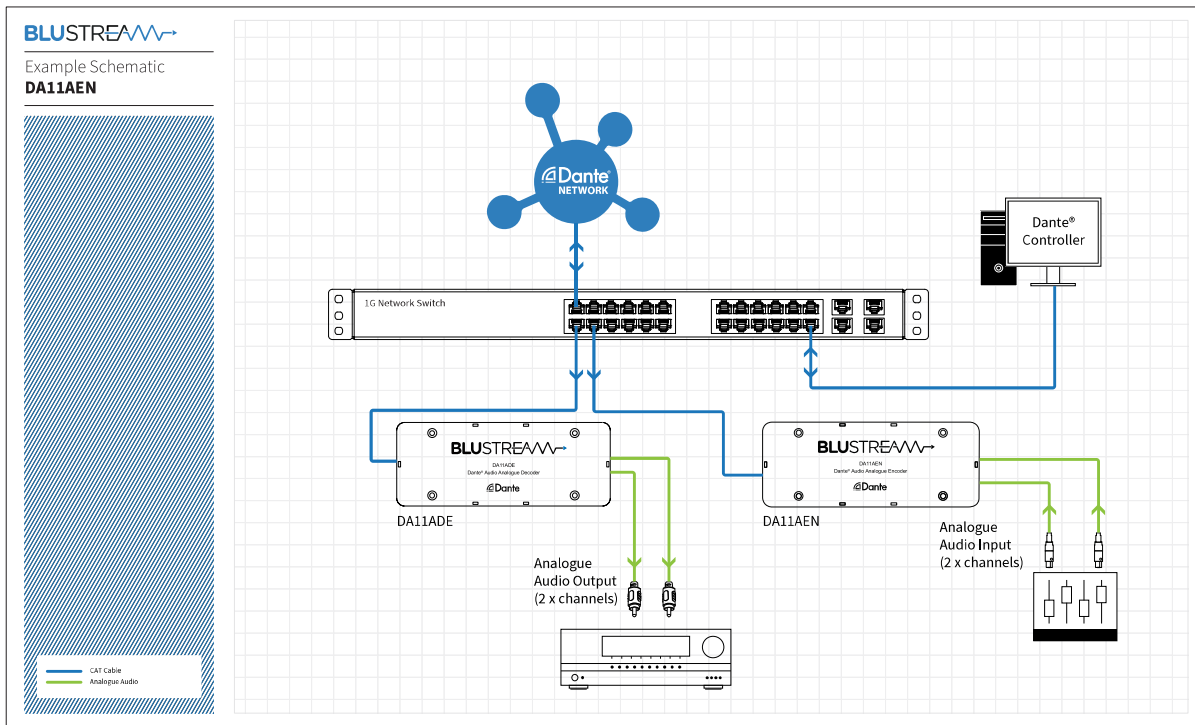 BLUSTREAM
Example Schematic
DA11AEN
Dante®
NETWORK
Dante®
Controller
1G Network Switch
BLUSTREAM
DA11ADE
Dante® Audio Analogue Decoder
Dante
DA11ADE
BLUSTREAM
DA11AEN
Dante® Audio Analogue Encoder
Dante
DA11AEN
Analogue
Audio Input
(2 x channels)
Analogue
Audio Output
(2 x channels)
CAT Cable
Analogue Audio